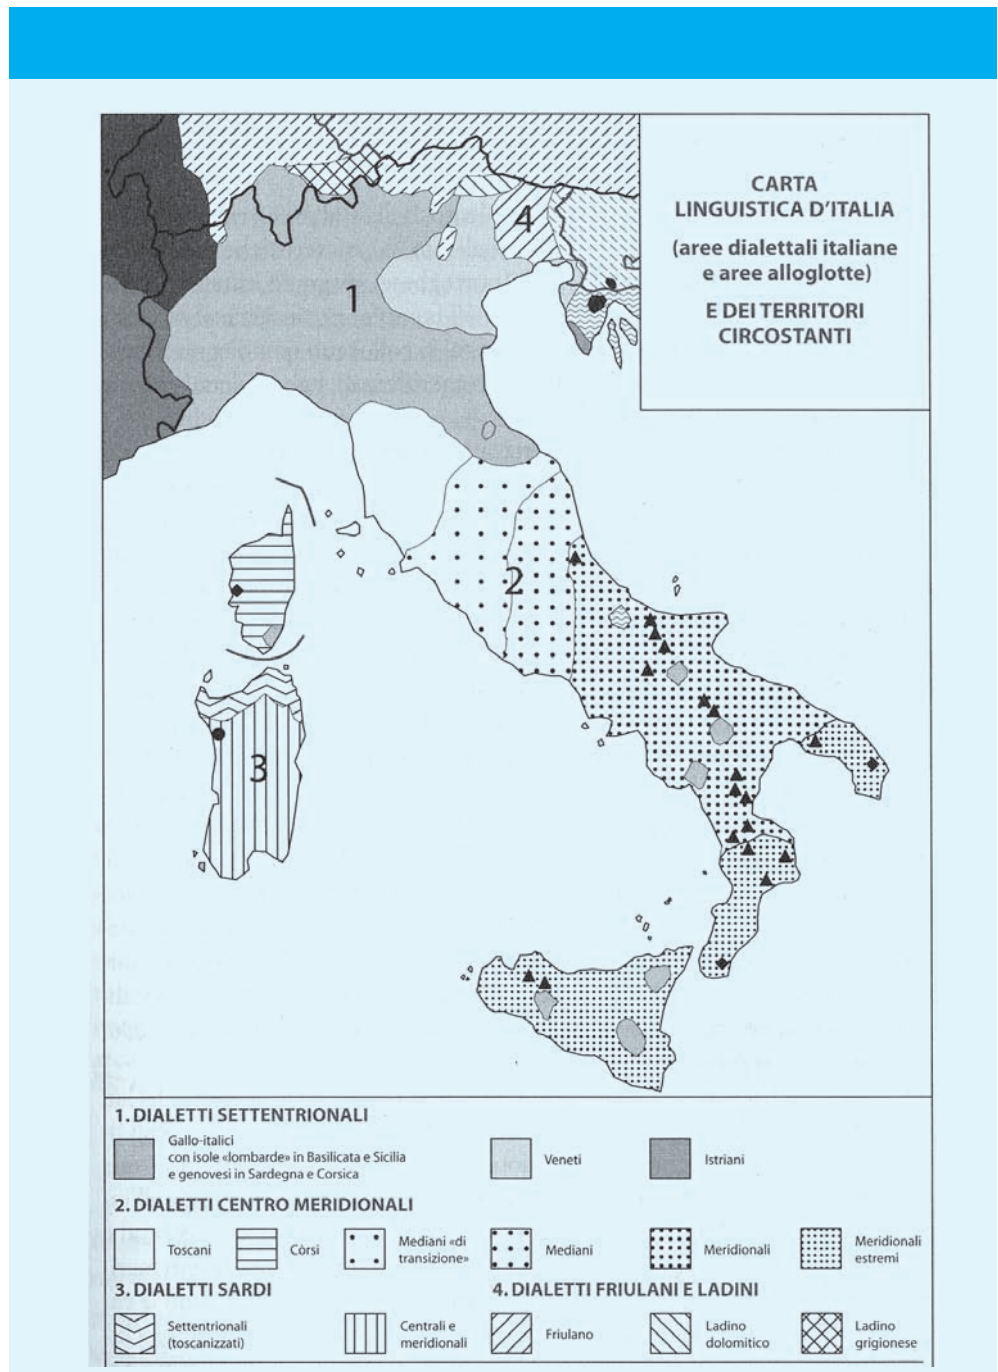 CARTA
LINGUISTICA D'ITALIA
(aree dialettali italiane
e aree alloglotte)
E DEI TERRITORI
CIRCOSTANTI
4
1
2
3
1. DIALETTI SETTENTRIONALI
Gallo-italici
con isole «lombarde» in Basilicata e Sicilia
e genovesi in Sardegna e Corsica
Veneti
Istriani
2. DIALETTI CENTRO MERIDIONALI
Toscani
Còrsi
Mediani «di
transizione»
Mediani
Meridionali
Meridionali
estremi
3. DIALETTI SARDI
4. DIALETTI FRIULANI E LADINI
Settentrionali
(toscanizzati)
Centrali e
meridionali
Friulano
Ladino
dolomitico
Ladino
grigionese